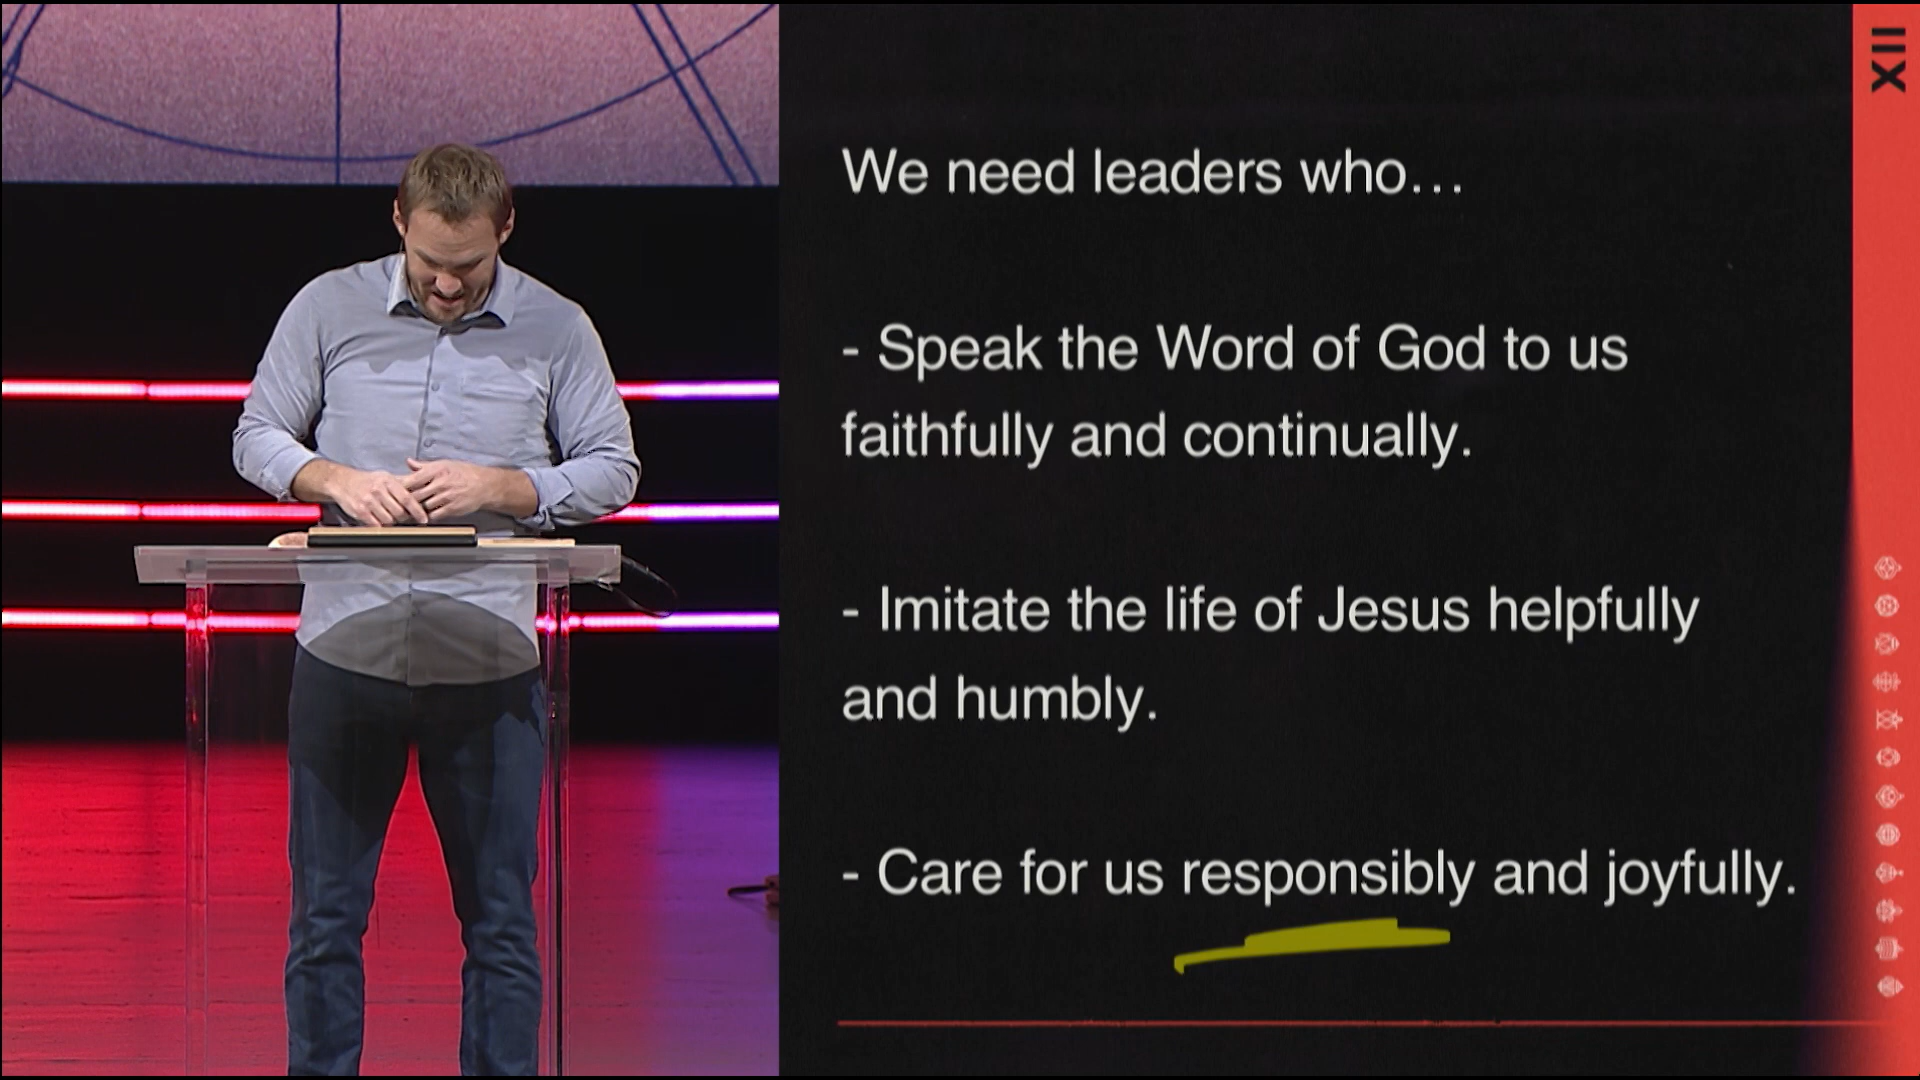 XII
We need leaders who…
- Speak the Word of God to us
faithfully and continually.
- Imitate the life of Jesus helpfully
and humbly.
- Care for us responsibly and joyfully.